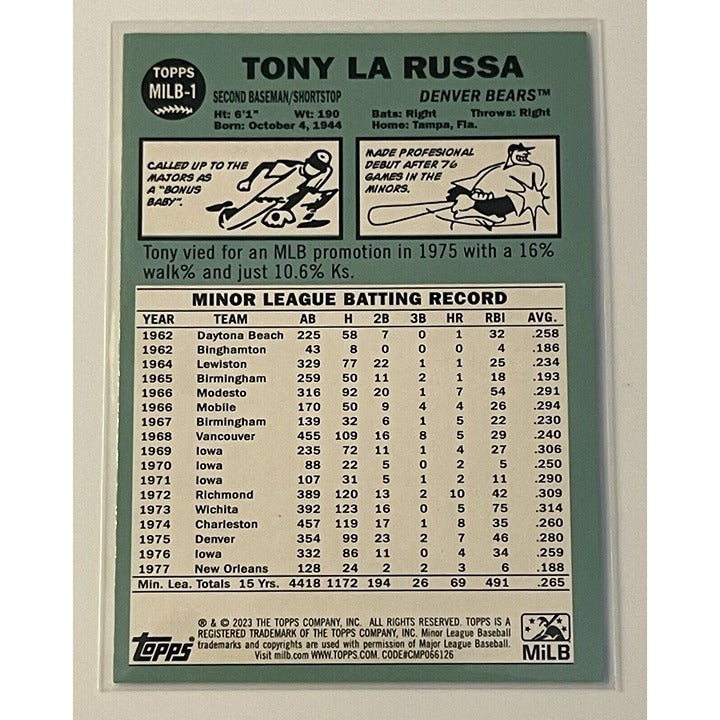 TOPPS
MILB-1
TONY LA RUSSA
SECOND BASEMAN/SHORTSTOP DENVER BEARS™
Ht: 6'1" Wt: 190 Bats: Right Throws: Right
Born: October 4, 1944 Home: Tampa, Fla.
CALLED UP TO THE
MAJORS AS
A "BONUS
BABY".
MADE PROFESIONAL
DEBUT AFTER 76
GAMES IN THE
MINORS.
Tony vied for an MLB promotion in 1975 with a 16%
walk% and just 10.6% Ks.
MINOR LEAGUE BATTING RECORD
YEAR TEAM AB H 2B 3B HR RBI AVG.
1962 Daytona Beach 225 58 7 0 1 32 .258
1962 Binghamton 43 8 0 0 0 4 .186
1964 Lewiston 329 77 22 1 1 25 .234
1965 Birmingham 259 50 11 2 1 18 .193
1966 Modesto 316 92 20 1 7 54 .291
1966 Mobile 170 50 9 4 4 26 .294
1967 Birmingham 139 32 6 1 5 22 .230
1968 Vancouver 455 109 16 8 5 29 .240
1969 Iowa 235 72 11 1 4 27 .306
1970 Iowa 88 22 5 0 2 5 .250
1971 Iowa 107 31 5 1 2 11 .290
1972 Richmond 389 120 13 2 10 42 .309
1973 Wichita 392 123 16 0 5 75 .314
1974 Charleston 457 119 17 1 8 35 .260
1975 Denver 354 99 23 2 7 46 .280
1976 Iowa 332 86 11 0 4 34 .259
1977 New Orleans 128 24 2 2 3 6 .188
Min. Lea. Totals 15 Yrs. 4418 1172 194 26 69 491 .265
® & © 2023 THE TOPPS COMPANY, INC. ALL RIGHTS RESERVED. TOPPS IS A
REGISTERED TRADEMARK OF THE TOPPS COMPANY, INC. Minor League Baseball
trademarks and copyrights are used with permission of Major League Baseball.
Visit milb.com WWW.TOPPS.COM. CODE#CMP066126
topps
MiLB